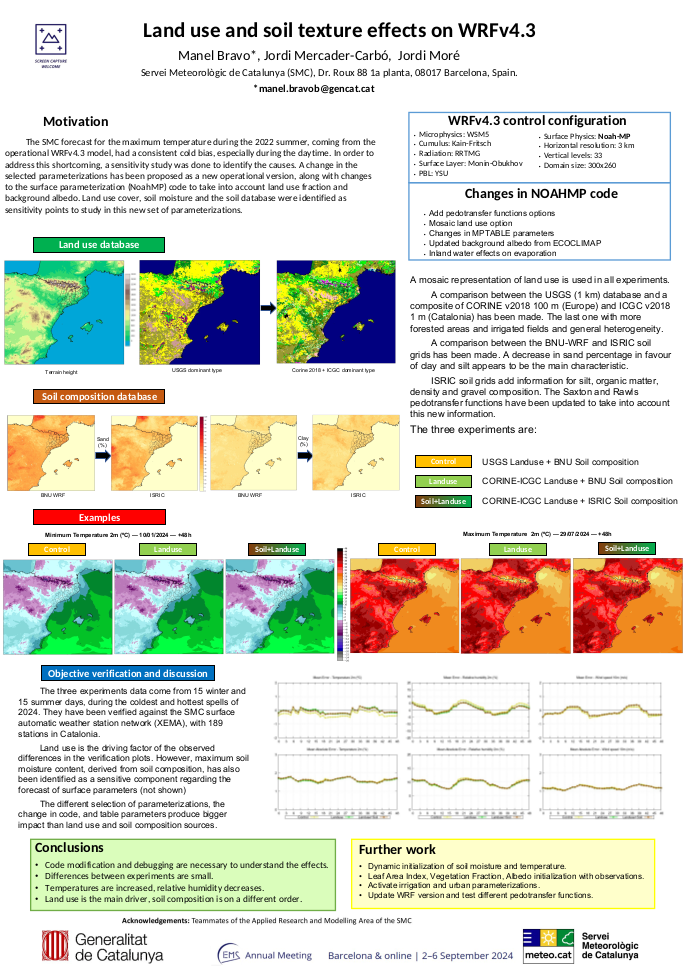 Land use and soil texture effects on WRFv4.3
Manel Bravo*, Jordi Mercader-Carbó, Jordi Moré
Servei Meteorològic de Catalunya (SMC), Dr. Roux 88 1a planta, 08017 Barcelona, Spain.
*manel.bravob@gencat.cat
SCREEN CAPTURE
WELCOME
Motivation
The SMC forecast for the maximum temperature during the 2022 summer, coming from the
operational WRFv4.3 model, had a consistent cold bias, especially during the daytime. In order to
address this shortcoming, a sensitivity study was done to identify the causes. A change in the
selected parameterizations has been proposed as a new operational version, along with changes
to the surface parameterization (NoahMP) code to take into account land use fraction and
background albedo. Land use cover, soil moisture and the soil database were identified as
sensitivity points to study in this new set of parameterizations.
WRFv4.3 control configuration
Microphysics: WSM5
Cumulus: Kain-Fritsch
Radiation: RRTMG
Surface Layer: Monin-Obukhov
PBL: YSU
Surface Physics: Noah-MP
Horizontal resolution: 3 km
Vertical levels: 33
Domain size: 300x260
Changes in NOAHMP code
Add pedotransfer functions options
Mosaic land use option
Changes in MPTABLE parameters
Updated background albedo from ECOCLIMAP
Inland water effects on evaporation
Land use database
Terrain height
USGS dominant type
Corine 2018 + ICGC dominant type
A mosaic representation of land use is used in all experiments.
A comparison between the USGS (1 km) database and a
composite of CORINE v2018 100 m (Europe) and ICGC v2018
1 m (Catalonia) has been made. The last one with more
forested areas and irrigated fields and general heterogeneity.
A comparison between the BNU-WRF and ISRIC soil
grids has been made. A decrease in sand percentage in favour
of clay and silt appears to be the main characteristic.
ISRIC soil grids add information for silt, organic matter,
density and gravel composition. The Saxton and Rawls
pedotransfer functions have been updated to take into account
this new information.
The three experiments are:
Control USGS Landuse + BNU Soil composition
Landuse CORINE-ICGC Landuse + BNU Soil composition
Soil+Landuse CORINE-ICGC Landuse + ISRIC Soil composition
Soil composition database
Sand
(%)
Clay
(%)
BNU WRF
ISRIC
BNU WRF
ISRIC
Examples
Minimum Temperature 2m (ºC) — 10/01/2024 — +48h
Control
Landuse
Soil+Landuse
Maximum Temperature 2m (ºC) — 29/07/2024 — +48h
Control
Landuse
Soil+Landuse
Objective verification and discussion
The three experiments data come from 15 winter and
15 summer days, during the coldest and hottest spells of
2024. They have been verified against the SMC surface
automatic weather station network (XEMA), with 189
stations in Catalonia.
Land use is the driving factor of the observed
differences in the verification plots. However, maximum soil
moisture content, derived from soil composition, has also
been identified as a sensitive component regarding the
forecast of surface parameters (not shown)
The different selection of parameterizations, the
change in code, and table parameters produce bigger
impact than land use and soil composition sources.
Conclusions
Code modification and debugging are necessary to understand the effects.
Differences between experiments are small.
Temperatures are increased, relative humidity decreases.
Land use is the main driver, soil composition is on a different order.
Further work
Dynamic initialization of soil moisture and temperature.
Leaf Area Index, Vegetation Fraction, Albedo initialization with observations.
Activate irrigation and urban parameterizations.
Update WRF version and test different pedotransfer functions.
Acknowledgements: Teammates of the Applied Research and Modelling Area of the SMC
Generalitat
de Catalunya
EMS Annual Meeting Barcelona & online | 2–6 September 2024
meteo.cat
Servei
Meteorològic
de Catalunya